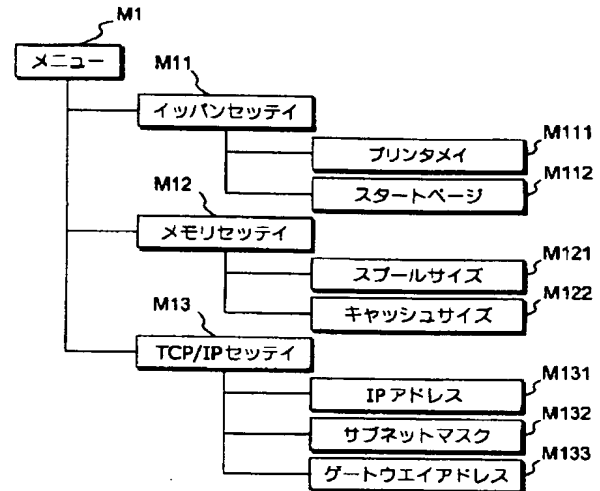 M1
メニュー
M11
イッパンセッテイ
M111
プリンタメイ
M112
スタートページ
M12
メモリセッテイ
M121
スプールサイズ
M122
キャッシュサイズ
M13
TCP/IPセッテイ
M131
IPアドレス
M132
サブネットマスク
M133
ゲートウエイアドレス